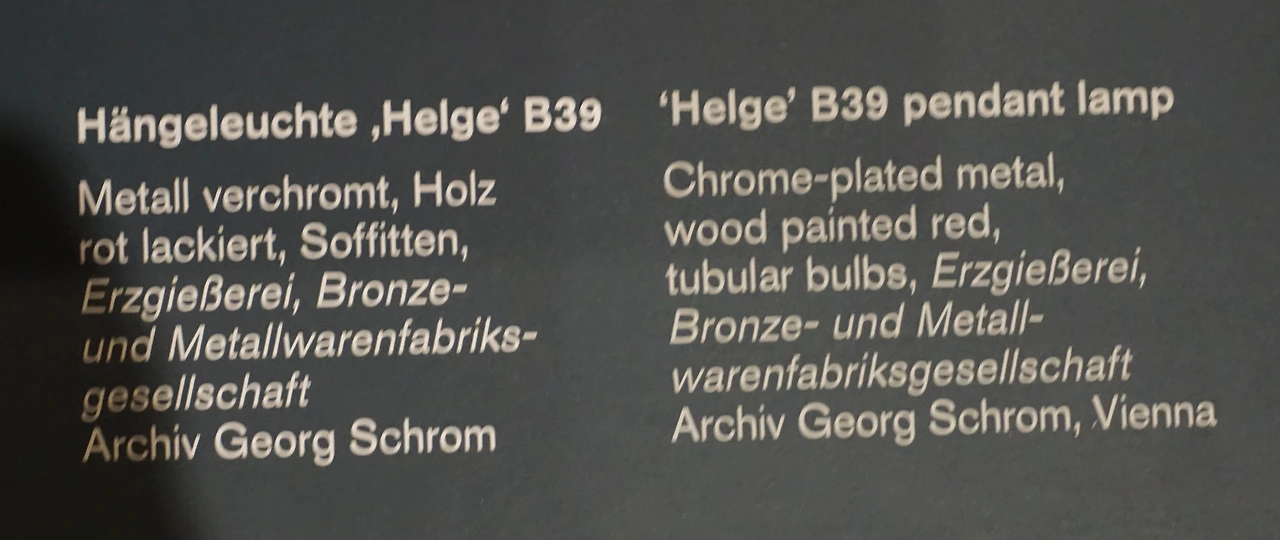 Hängeleuchte ‚Helge‘ B39
Metall verchromt, Holz
rot lackiert, Soffitten,
Erzgießerei, Bronze-
und Metallwarenfabriks-
gesellschaft
Archiv Georg Schrom
‘Helge’ B39 pendant lamp
Chrome-plated metal,
wood painted red,
tubular bulbs, Erzgießerei,
Bronze- und Metall-
warenfabriksgesellschaft
Archiv Georg Schrom, Vienna